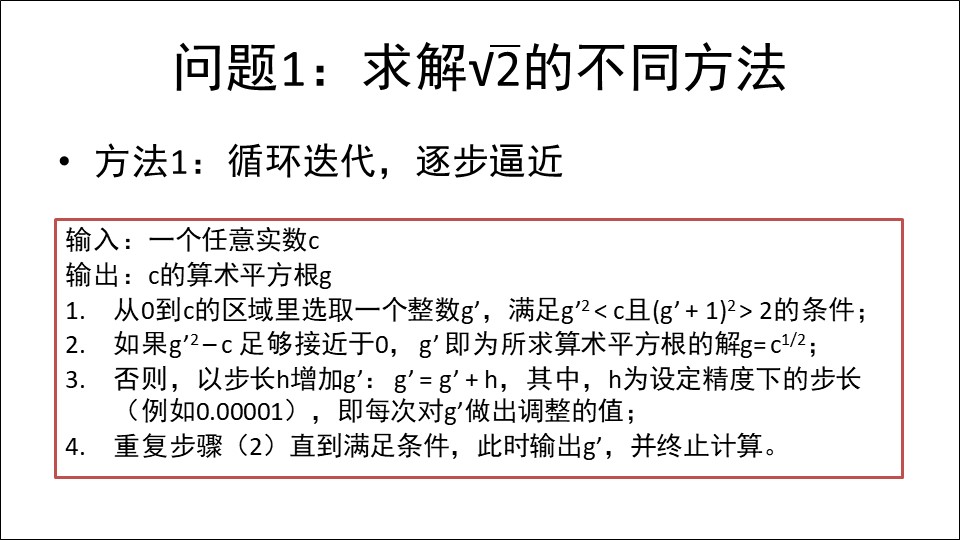 问题1：求解√2的不同方法
• 方法1：循环迭代，逐步逼近
输入：一个任意实数c
输出：c的算术平方根g
1. 从0到c的区域里选取一个整数g’，满足g’² < c且(g’ + 1)² > 2的条件；
2. 如果g’² – c 足够接近于0， g’ 即为所求算术平方根的解g= c¹/²；
3. 否则，以步长h增加g’： g’ = g’ + h，其中，h为设定精度下的步长
（例如0.00001），即每次对g’做出调整的值；
4. 重复步骤（2）直到满足条件，此时输出g’，并终止计算。